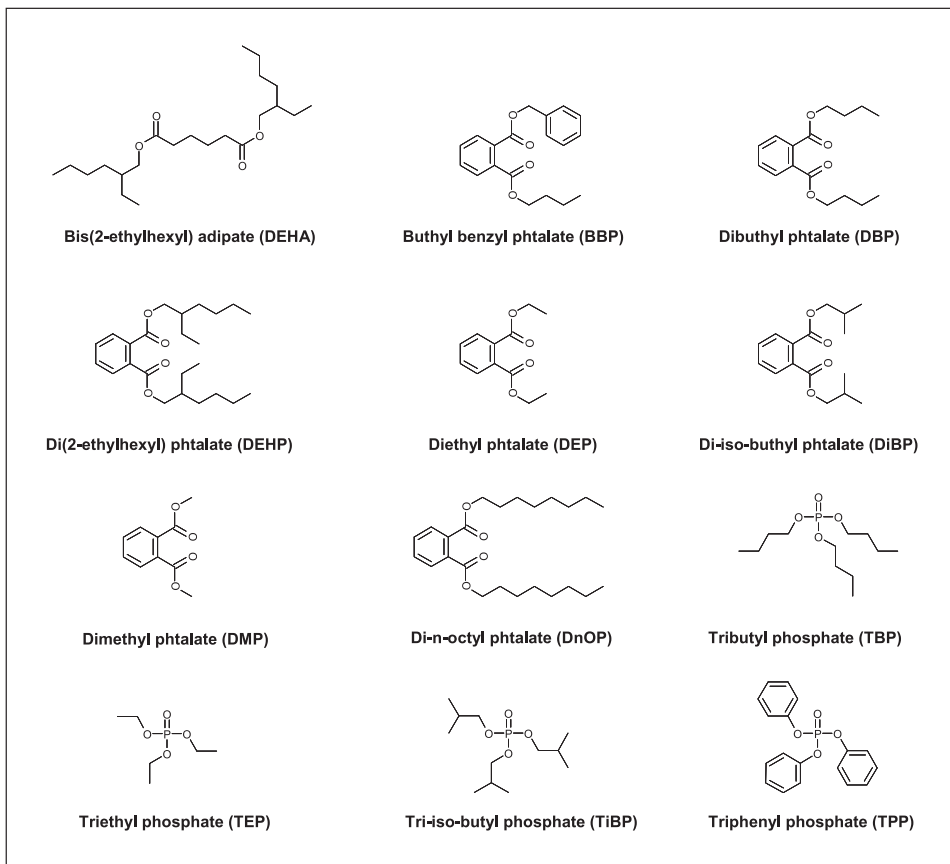 Bis(2-ethylhexyl) adipate (DEHA)
Buthyl benzyl phtalate (BBP)
Dibuthyl phtalate (DBP)
Di(2-ethylhexyl) phtalate (DEHP)
Diethyl phtalate (DEP)
Di-iso-buthyl phtalate (DiBP)
Dimethyl phtalate (DMP)
Di-n-octyl phtalate (DnOP)
Tributyl phosphate (TBP)
Triethyl phosphate (TEP)
Tri-iso-butyl phosphate (TiBP)
Triphenyl phosphate (TPP)